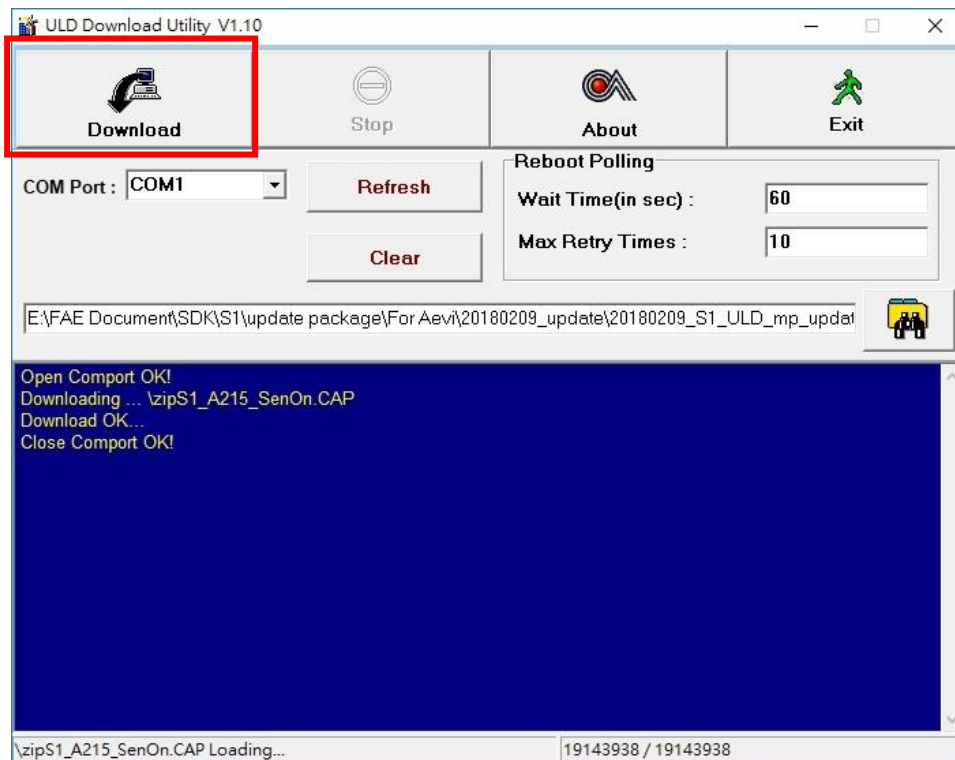 ULD Download Utility V1.10
Download
Stop
About
Exit
COM Port :
COM1
Refresh
Clear
Reboot Polling
Wait Time(in sec) :
60
Max Retry Times :
10
E:\FAE Document\SDK\S1\update package\For Aevi\20180209_update\20180209_S1_ULD_mp_updat
Open Comport OK!
Downloading ... \zipS1_A215_SenOn.CAP
Download OK...
Close Comport OK!
\zipS1_A215_SenOn.CAP Loading...
19143938 / 19143938